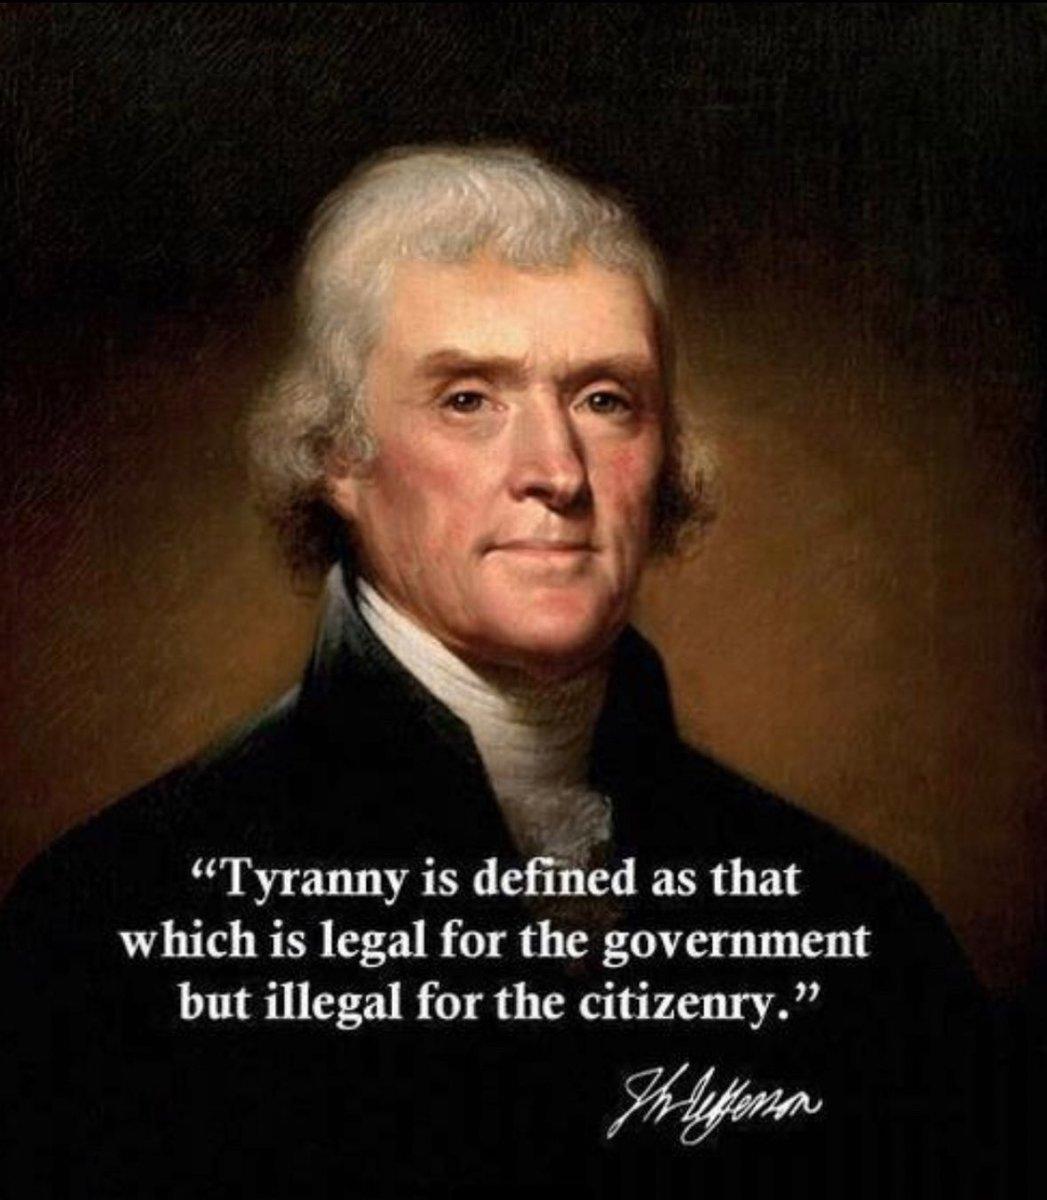 “Tyranny is defined as that
which is legal for the government
but illegal for the citizenry.”
Th Jefferson